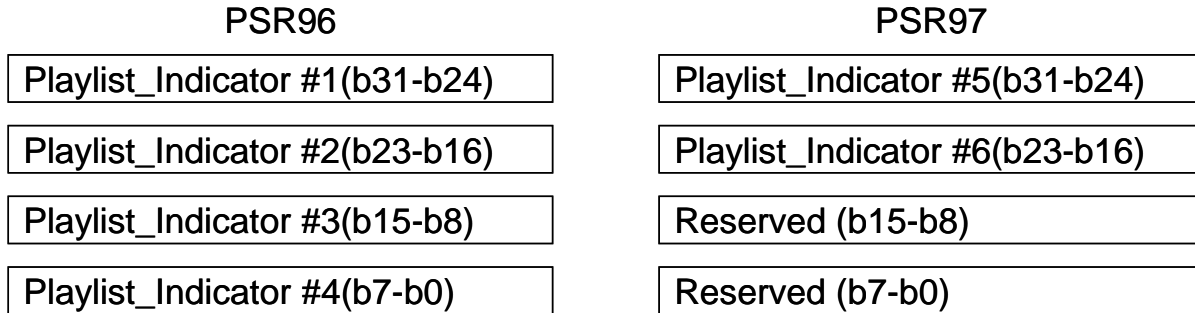 PSR96
Playlist_Indicator #1(b31-b24)
Playlist_Indicator #2(b23-b16)
Playlist_Indicator #3(b15-b8)
Playlist_Indicator #4(b7-b0)
PSR97
Playlist_Indicator #5(b31-b24)
Playlist_Indicator #6(b23-b16)
Reserved (b15-b8)
Reserved (b7-b0)